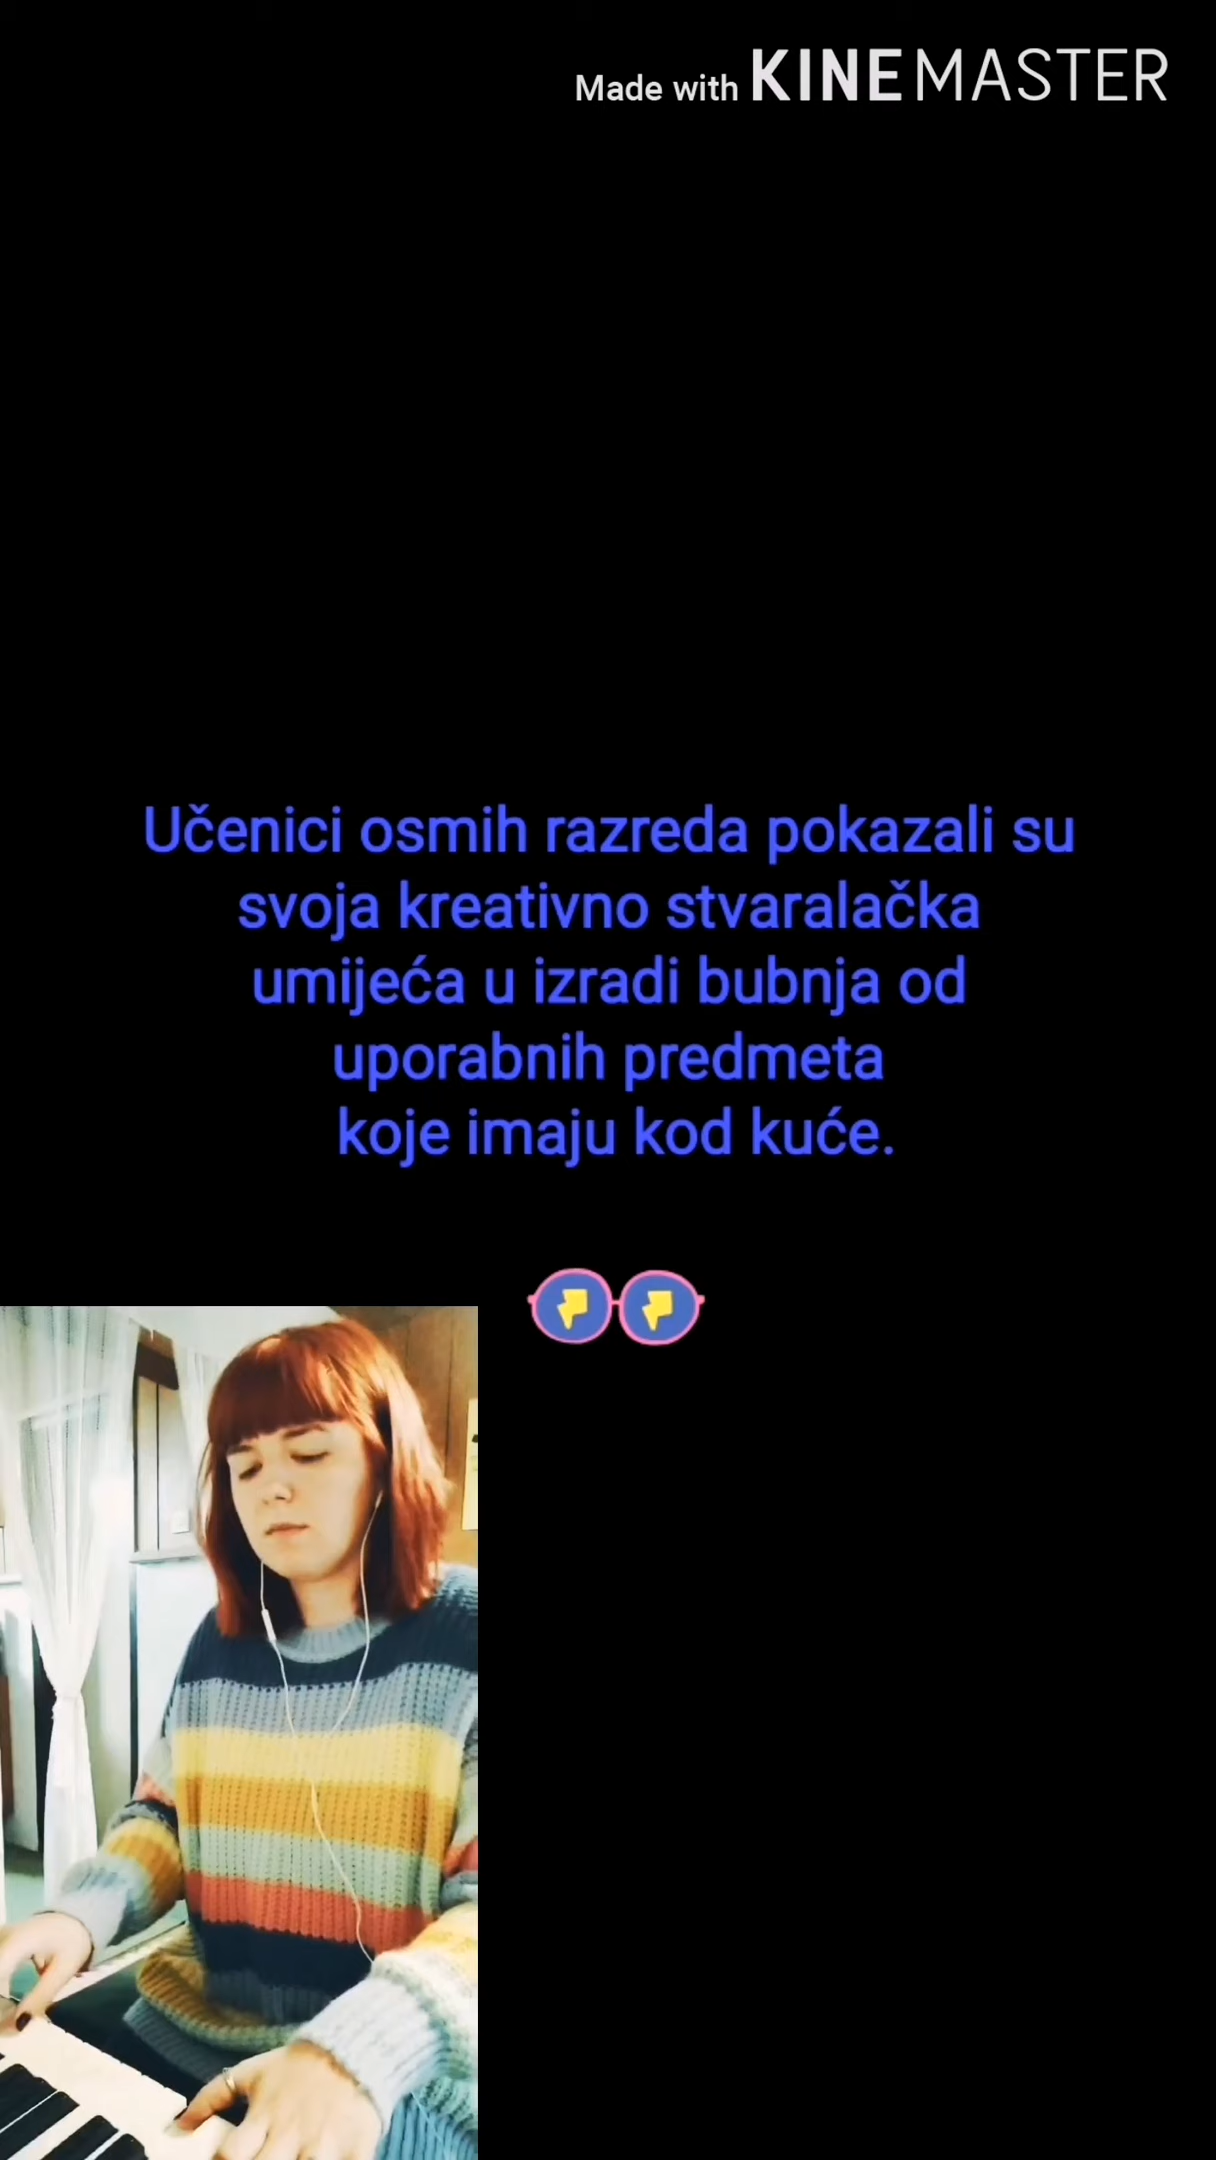 Made with KINEMASTER
Učenici osmih razreda pokazali su
svoja kreativno stvaralačka
umijeća u izradi bubnja od
uporabnih predmeta
koje imaju kod kuće.